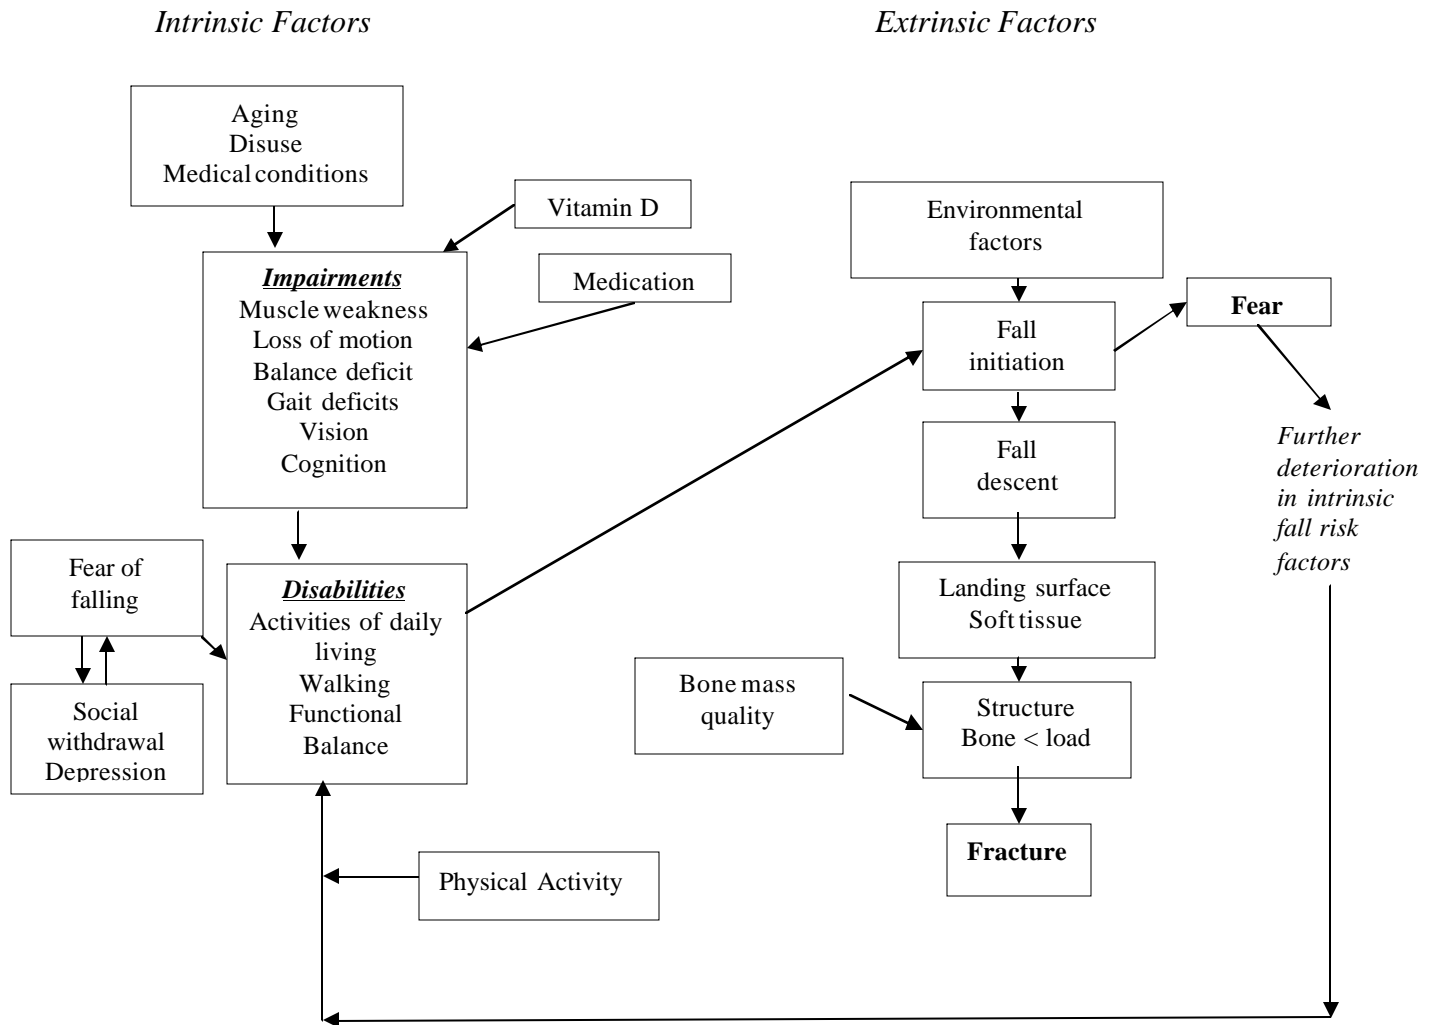 Intrinsic Factors
Extrinsic Factors
Aging
Disuse
Medical conditions
Vitamin D
Medication
Impairments
Muscle weakness
Loss of motion
Balance deficit
Gait deficits
Vision
Cognition
Fear of
falling
Social
withdrawal
Depression
Disabilities
Activities of daily
living
Walking
Functional
Balance
Physical Activity
Environmental
factors
Fall
initiation
Fear
Further
deterioration
in intrinsic
fall risk
factors
Fall
descent
Landing surface
Soft tissue
Bone mass
quality
Structure
Bone < load
Fracture